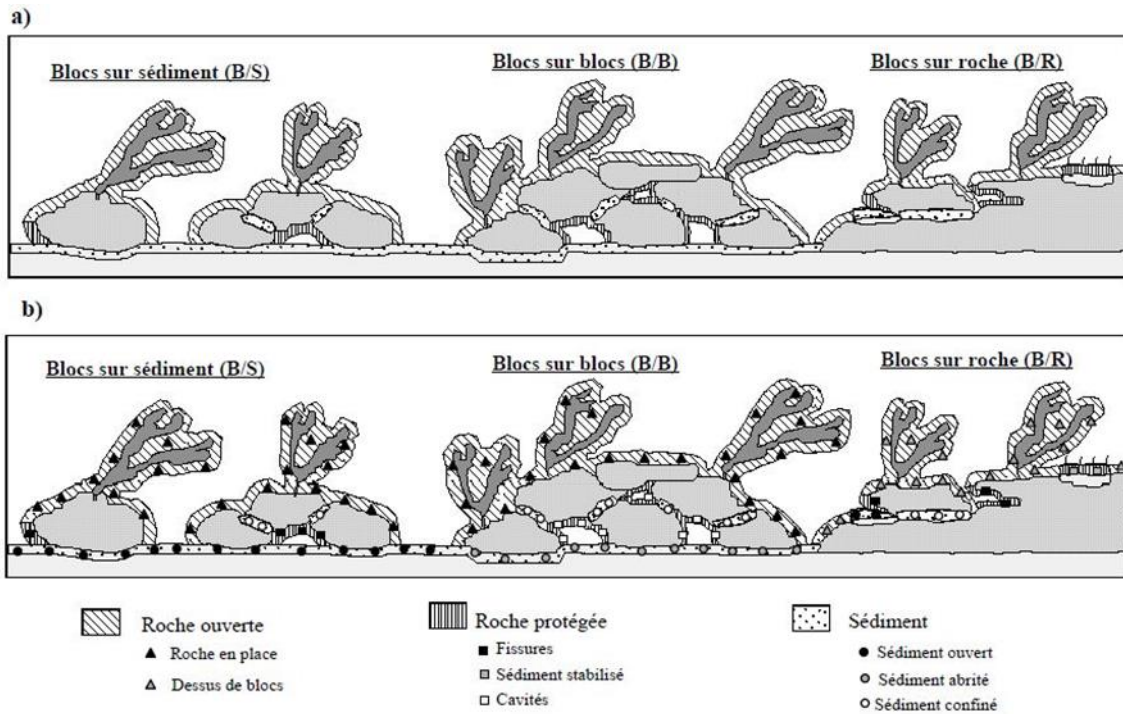 a)
Blocs sur sédiment (B/S)
Blocs sur blocs (B/B)
Blocs sur roche (B/R)
b)
Blocs sur sédiment (B/S)
Blocs sur blocs (B/B)
Blocs sur roche (B/R)
Roche ouverte
Roche en place
Dessus de blocs
Roche protégée
Fissures
Sédiment stabilisé
Cavités
Sédiment
Sédiment ouvert
Sédiment abrité
Sédiment confiné